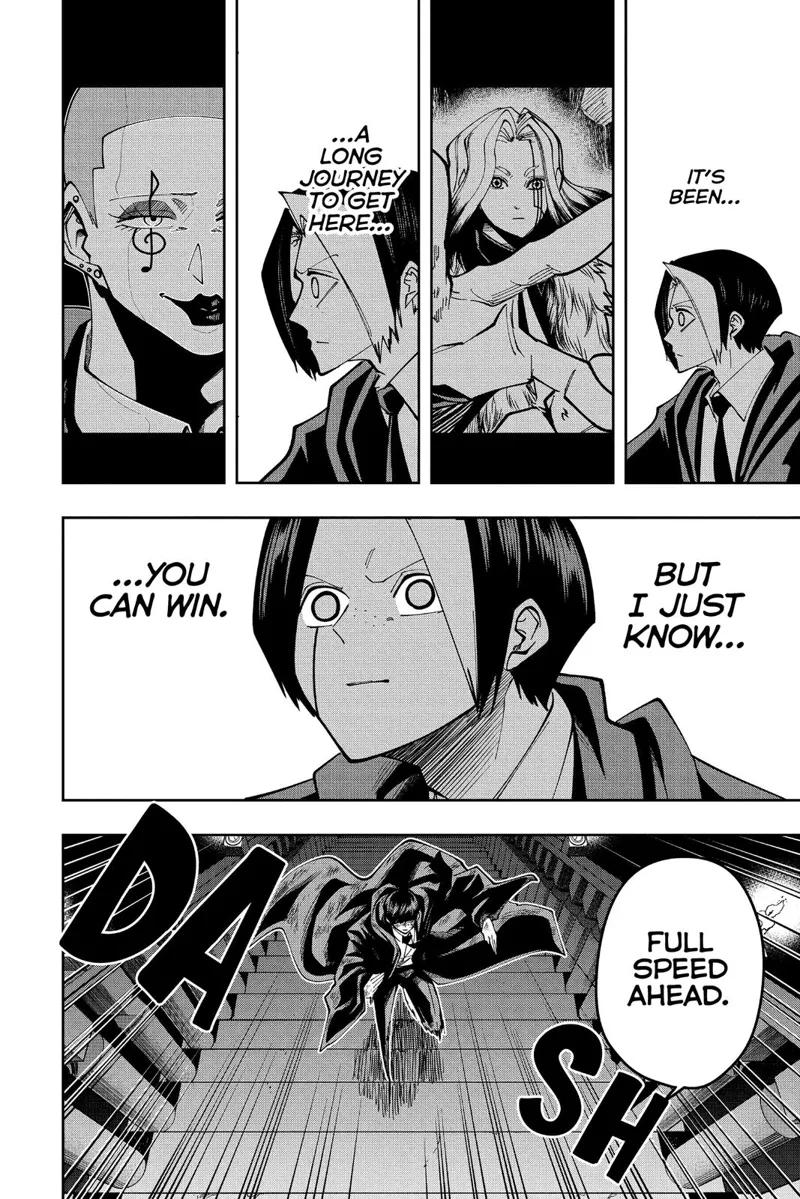 IT'S
BEEN...
...A
LONG
JOURNEY
TO GET
HERE...
BUT
I JUST
KNOW...
...YOU
CAN WIN.
DA
SH
FULL
SPEED
AHEAD.